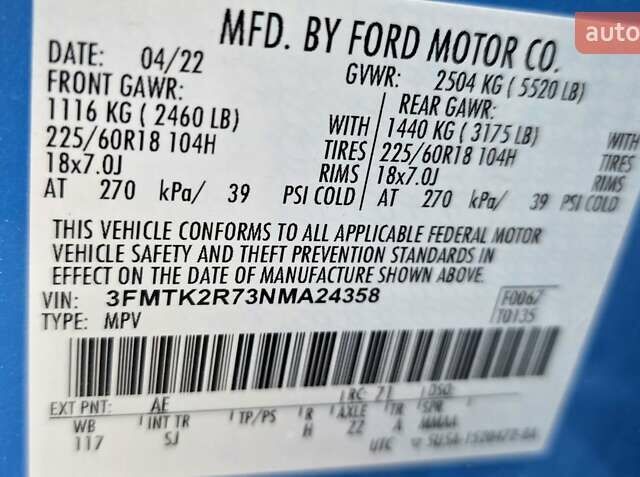 MFD. BY FORD MOTOR CO.
auto
DATE: 04/22 GVWR: 2504 KG ( 5520 LB)
FRONT GAWR: REAR GAWR:
1116 KG ( 2460 LB) WITH 1440 KG ( 3175 LB) WITH
225/60R18 104H TIRES 225/60R18 104H TIRES
18x7.0J RIMS 18x7.0J RIMS
AT 270 kPa/ 39 PSI COLD AT 270 kPa/ 39 PSI COLD
THIS VEHICLE CONFORMS TO ALL APPLICABLE FEDERAL MOTOR
VEHICLE SAFETY AND THEFT PREVENTION STANDARDS IN
EFFECT ON THE DATE OF MANUFACTURE SHOWN ABOVE.
VIN: 3FMTK2R73NMA24358 F0067
TYPE: MPV T0135
RC: 71 DSO:
EXT PNT: AE
WB INT TR TP/PS R AXLE TR SPR
117 SJ H ZZ A
UTC